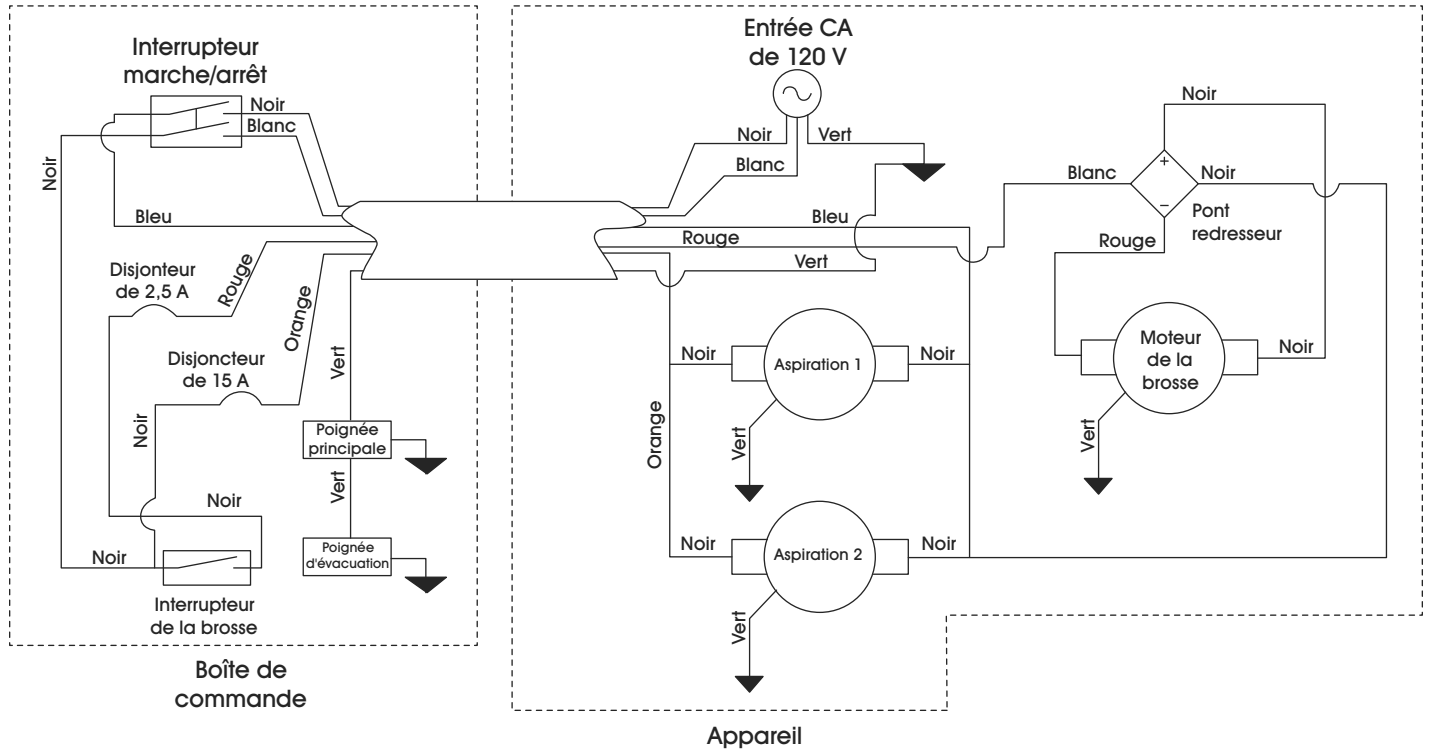 Interrupteur
marche/arrêt
Noir
Blanc
Noir
Bleu
Disjonteur
de 2,5 A
Rouge
Orange
Disjoncteur
de 15 A
Vert
Noir
Poignée
principale
Vert
Noir
Noir
Poignée
d'évacuation
Interrupteur
de la brosse
Boîte de
commande
Entrée CA
de 120 V
Noir
Vert
Blanc
Bleu
Rouge
Vert
Noir
Blanc
+
Noir
–
Pont
redresseur
Rouge
Noir
Aspiration 1
Noir
Moteur
de la
brosse
Noir
Orange
Vert
Vert
Noir
Aspiration 2
Noir
Vert
Appareil